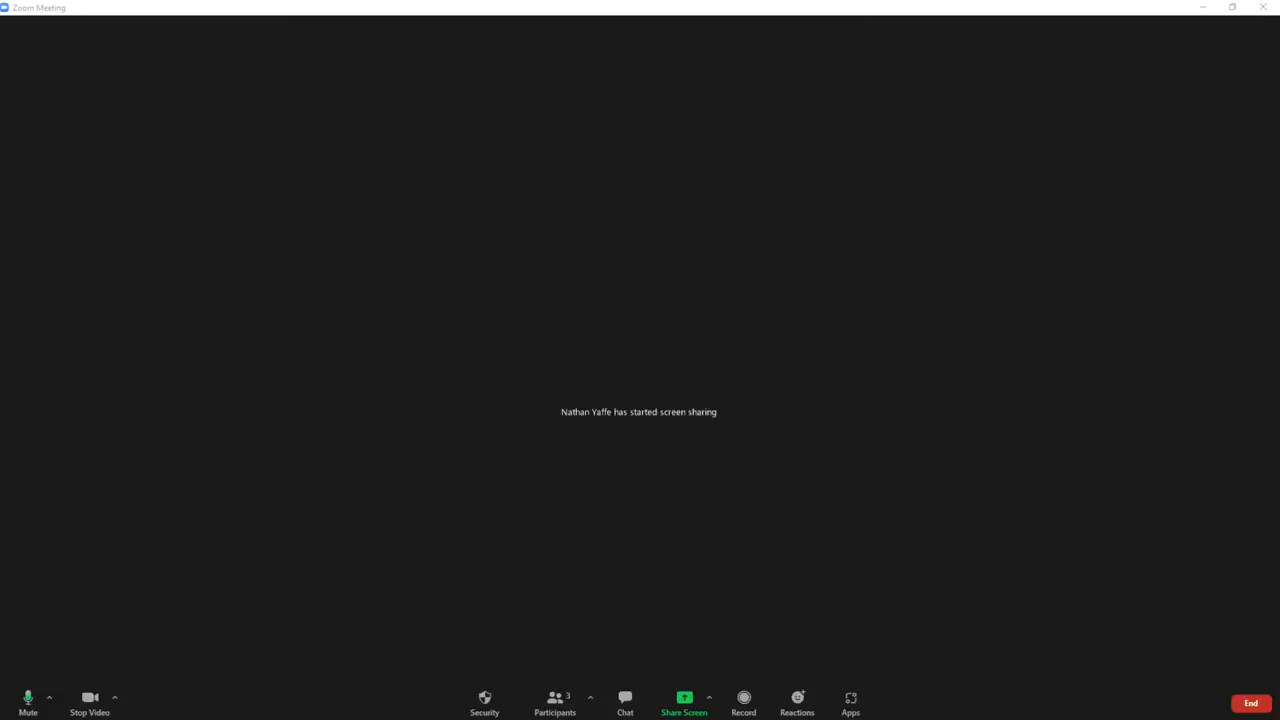 Zoom Meeting
Nathan Yaffe has started screen sharing
Mute
Stop Video
Security
Participants 3
Chat
Share Screen
Record
Reactions
Apps
End